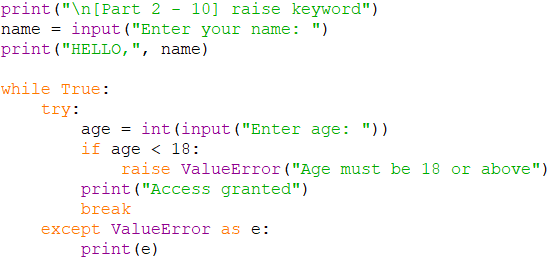 print("\n[Part 2 - 10] raise keyword")
name = input("Enter your name: ")
print("HELLO,", name)

while True:
    try:
        age = int(input("Enter age: "))
        if age < 18:
            raise ValueError("Age must be 18 or above")
        print("Access granted")
        break
    except ValueError as e:
        print(e)